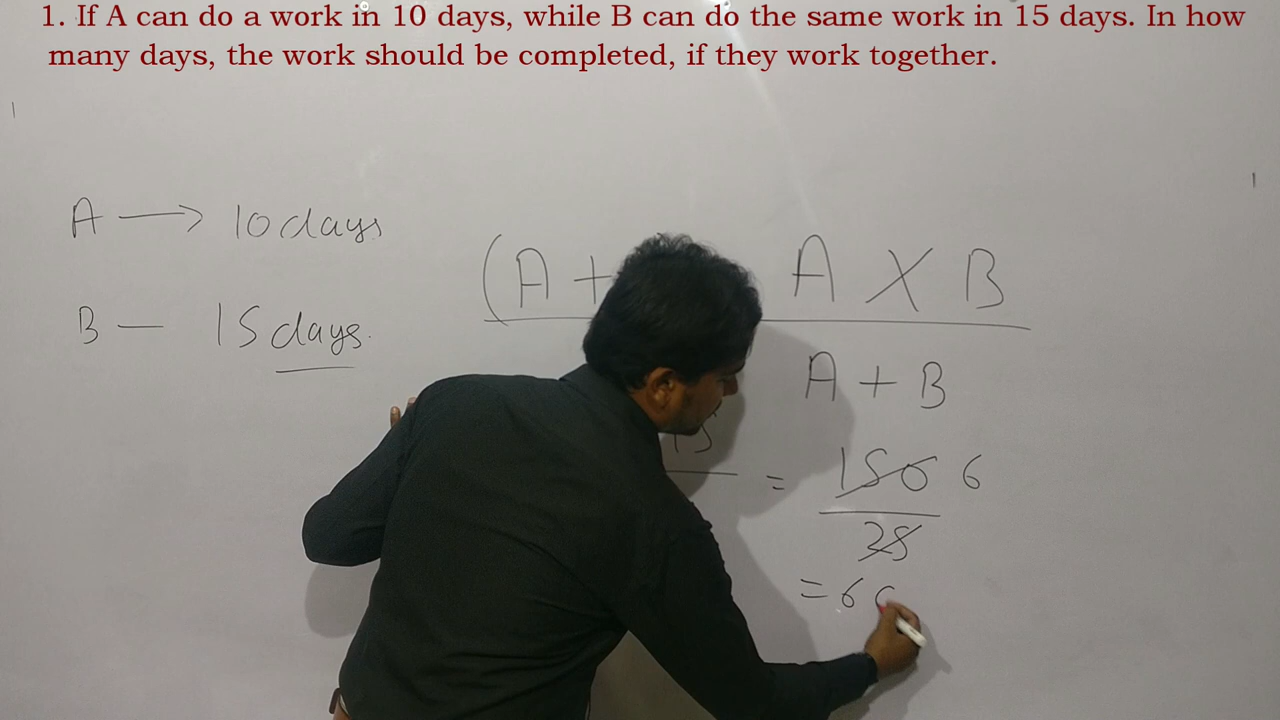 1. If A can do a work in 10 days, while B can do the same work in 15 days. In how
many days, the work should be completed, if they work together.
A → 10 days
B — 15 days.
(A + A X B
A + B
15
= 150 6
25
= 6